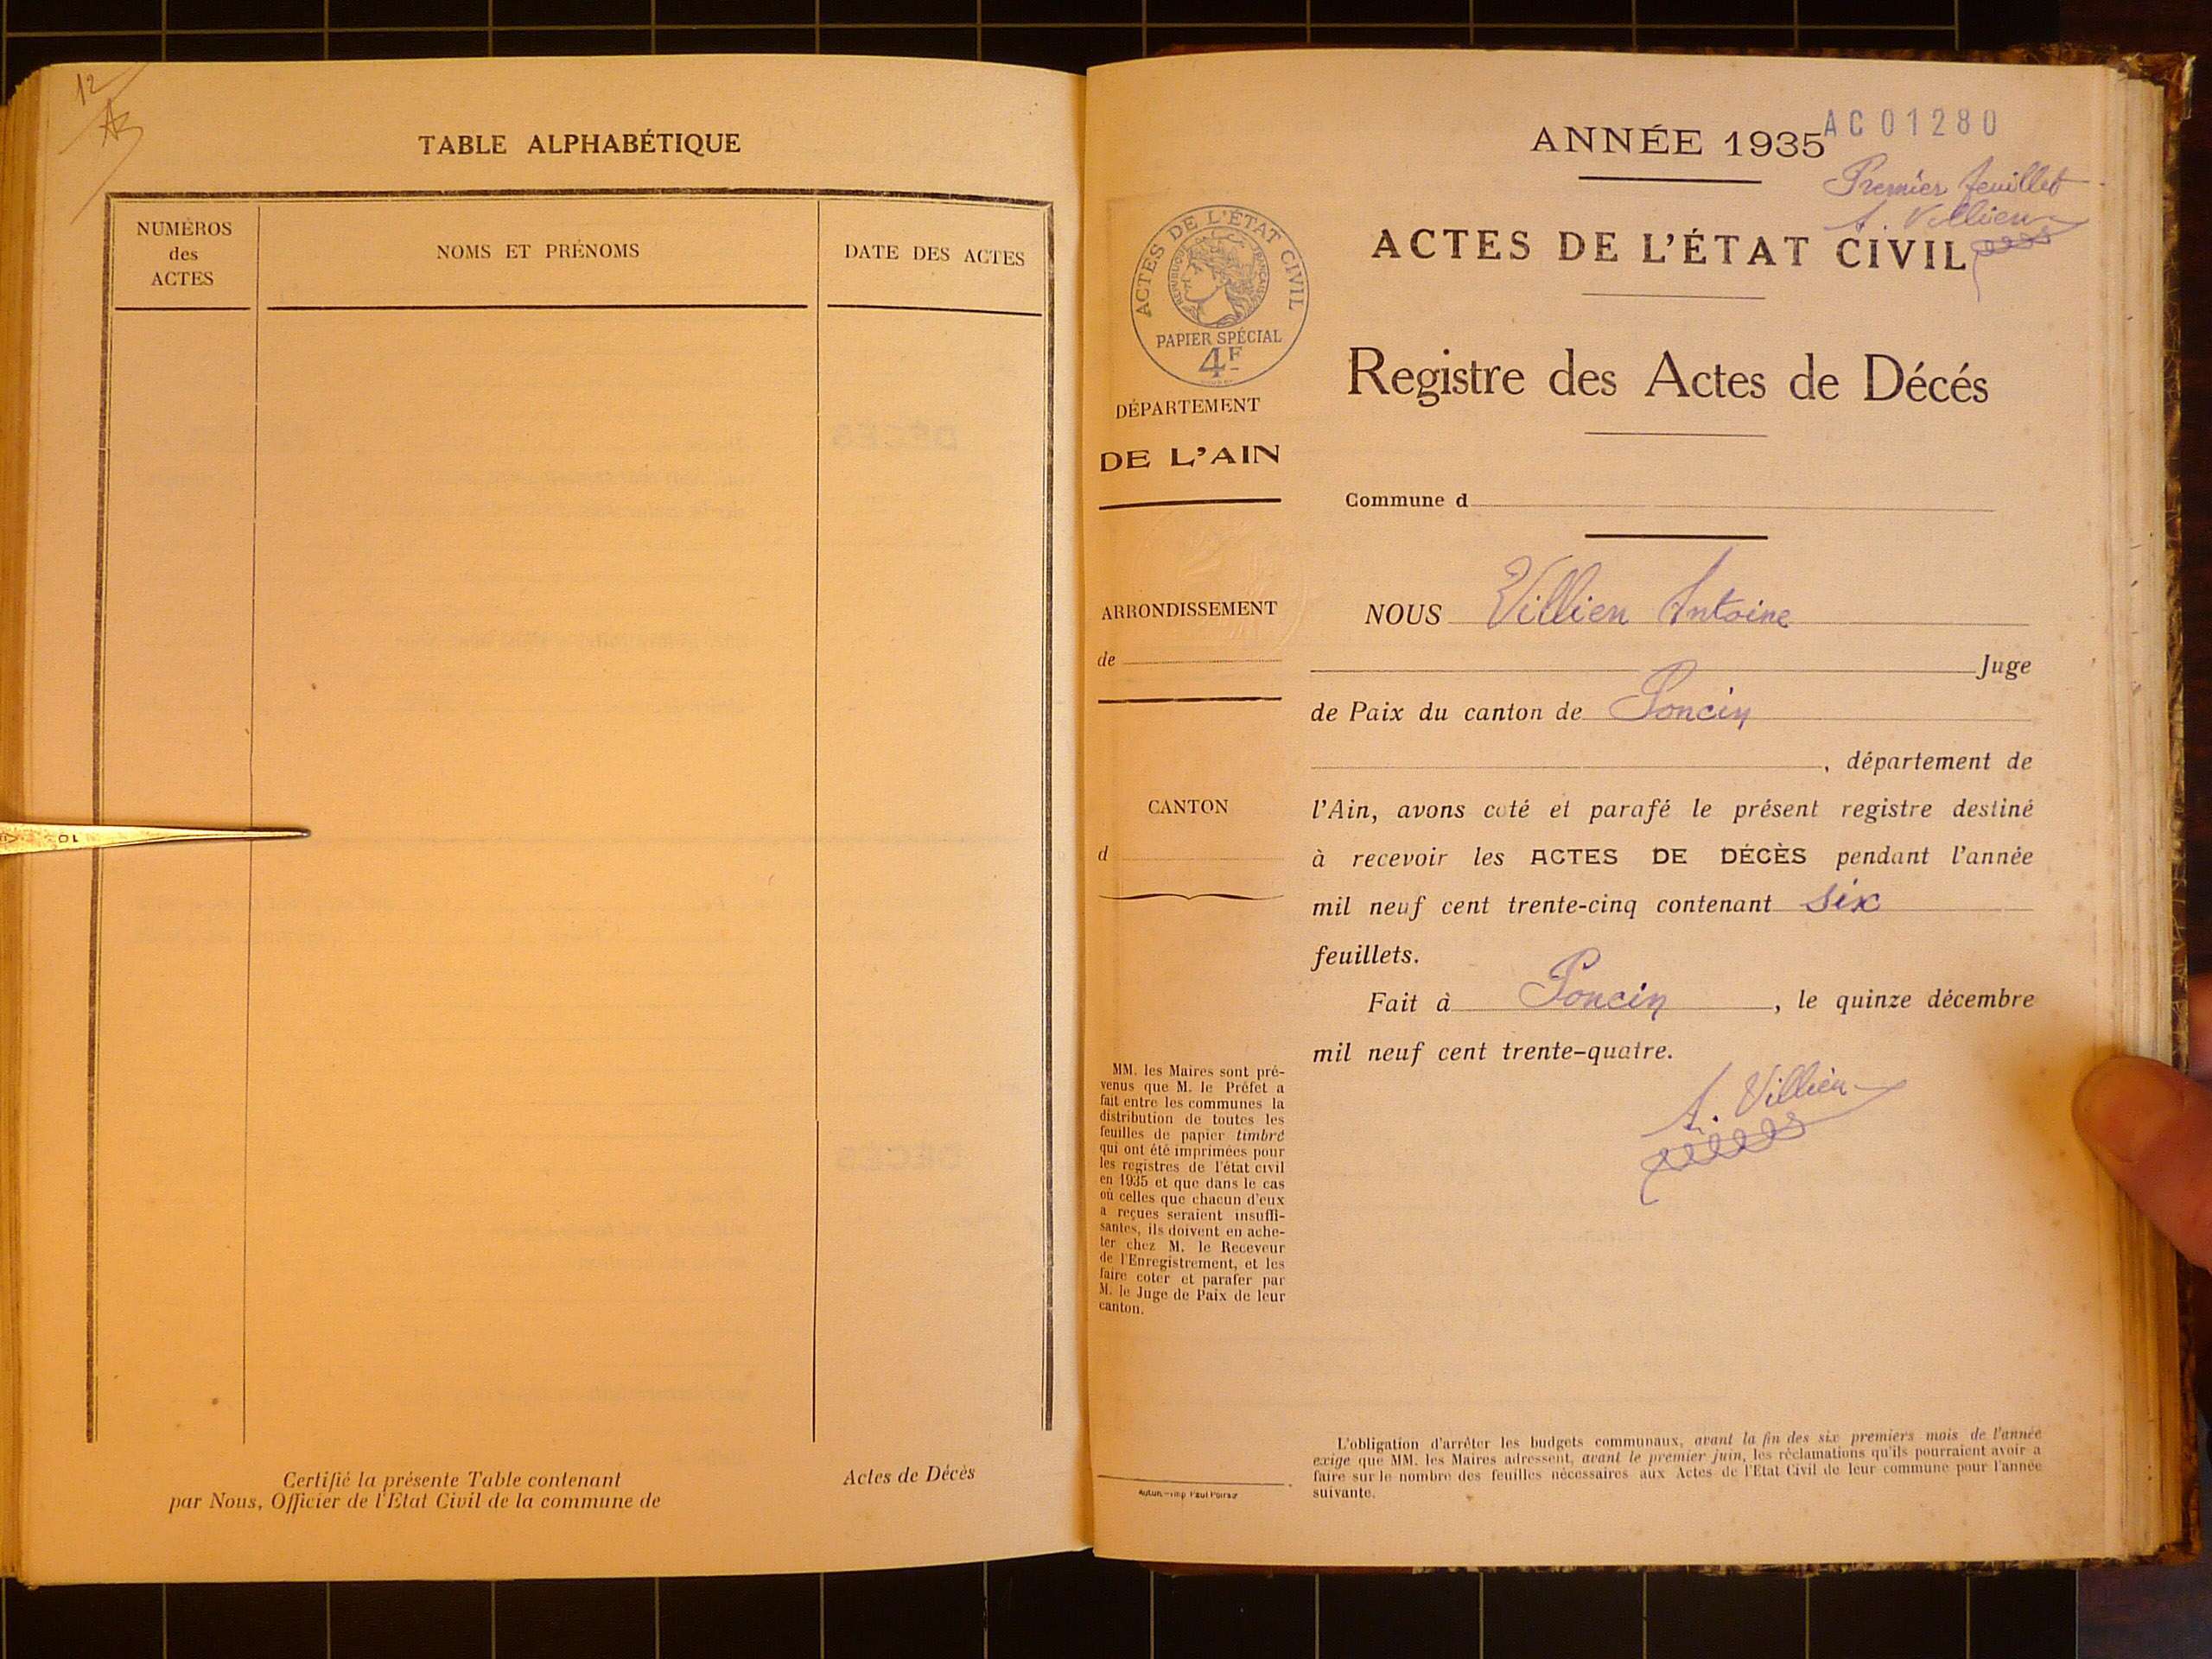 12
TABLE ALPHABÉTIQUE
NUMÉROS
des
ACTES
NOMS ET PRÉNOMS
DATE DES ACTES
Certifié la présente Table contenant
Actes de Décès
par Nous, Officier de l'Etat Civil de la commune de
ANNÉE 1935
AC01280
Premier feuillet
A. Villien
ACTES DE L'ÉTAT CIVIL
ACTES DE L'ÉTAT CIVIL
RÉPUBLIQUE FRANÇAISE
PAPIER SPÉCIAL
4F
Registre des Actes de Décés
DÉPARTEMENT
DE L'AIN
Commune d
ARRONDISSEMENT
de
CANTON
d
NOUS Villien Antoine
Juge
de Paix du canton de Poncin
, département de
l'Ain, avons coté et parafé le présent registre destiné
à recevoir les ACTES DE DÉCÈS pendant l'année
mil neuf cent trente-cinq contenant six
feuillets.
Fait à Poncin, le quinze décembre
mil neuf cent trente-quatre.
A. Villien
MM. les Maires sont pré-
venus que M. le Préfet a
fait entre les communes la
distribution de toutes les
feuilles de papier timbré
qui ont été imprimées pour
les registres de l'état civil
en 1935 et que dans le cas
où celles que chacun d'eux
a reçues seraient insuffi-
santes, ils doivent en ache-
ter chez M. le Receveur
de l'Enregistrement, et les
faire coter et parafer par
M. le Juge de Paix de leur
canton.
L'obligation d'arrêter les budgets communaux, avant la fin des six premiers mois de l'année
exige que MM. les Maires adressent, avant le premier juin, les réclamations qu'ils pourraient avoir a
faire sur le nombre des feuilles nécessaires aux Actes de l'Etat Civil de leur commune pour l'année
suivante.